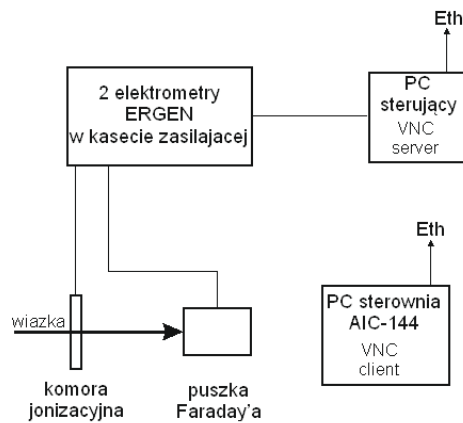 Eth
2 elektrometry
ERGEN
w kasecie zasilajacej
PC
sterujący
VNC
server
Eth
PC sterownia
AIC-144
VNC
client
wiazka
komora
jonizacyjna
puszka
Faraday'a